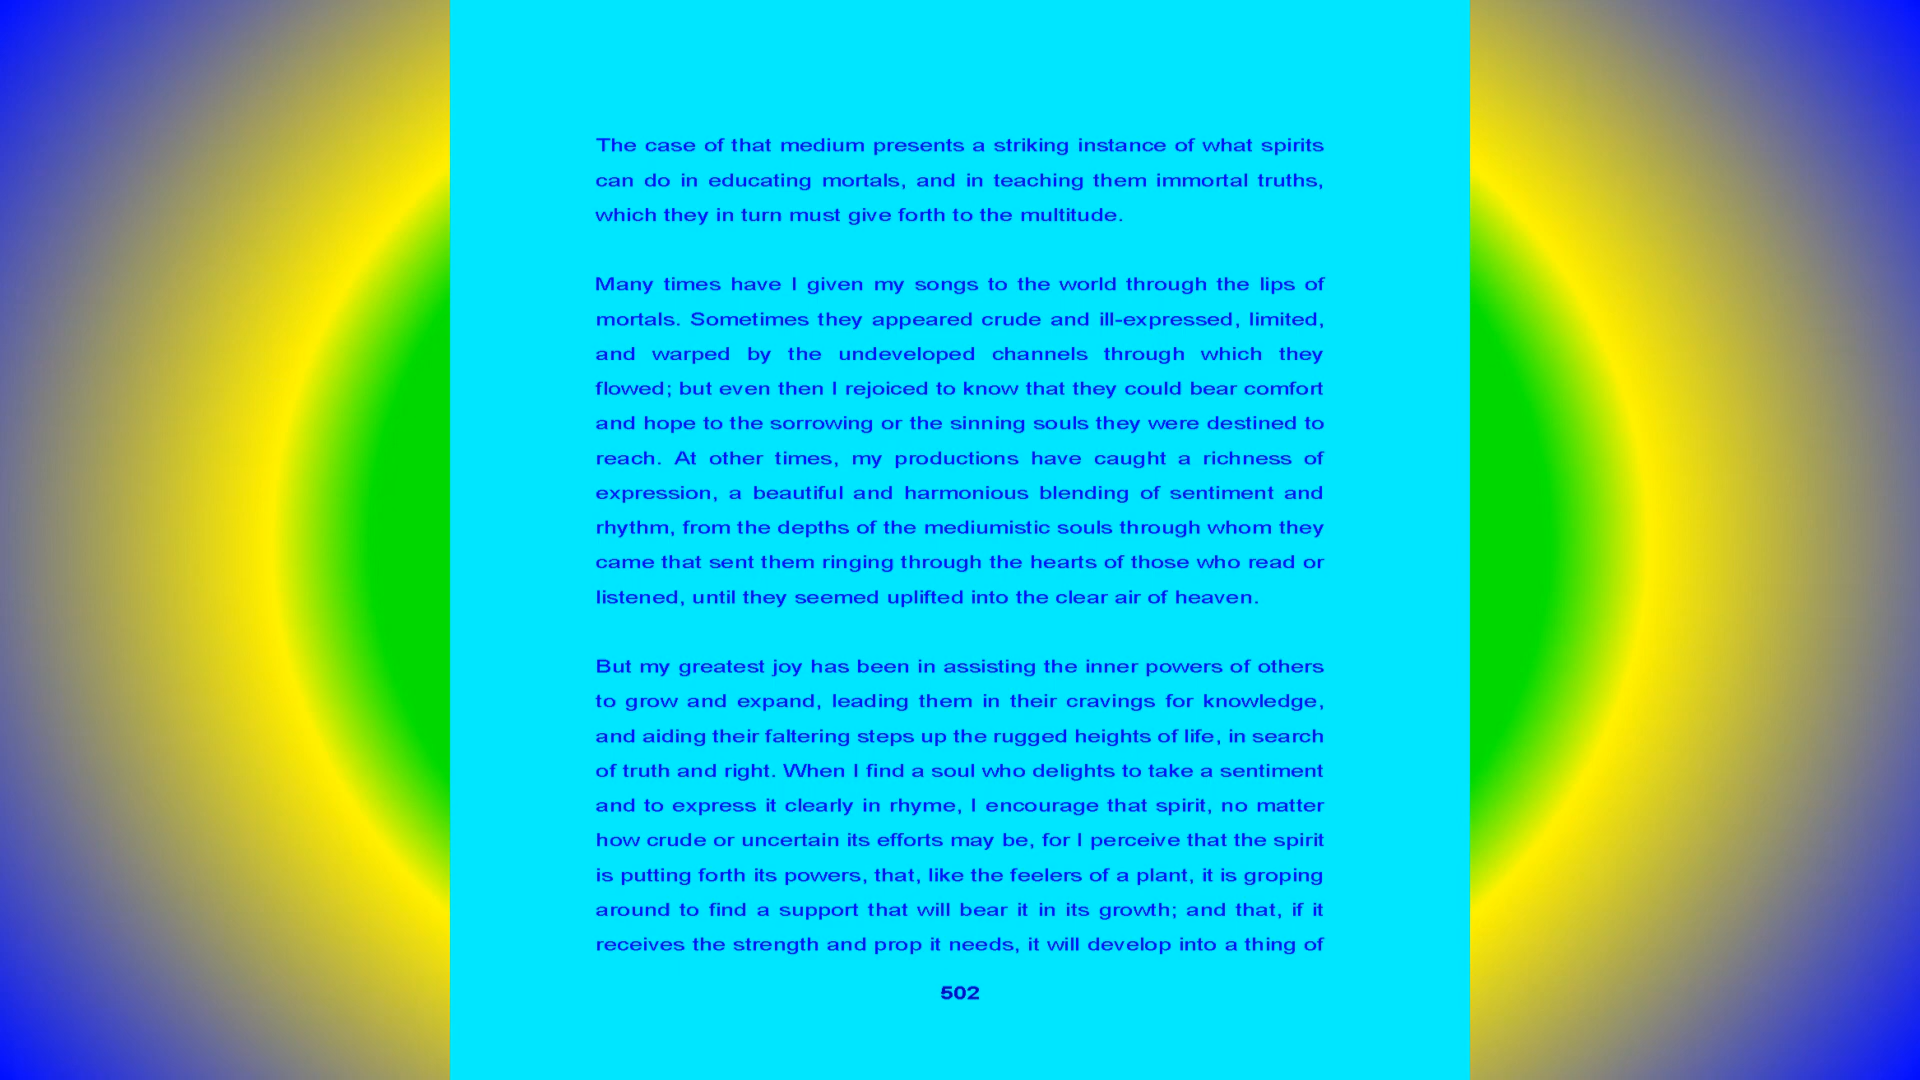 The case of that medium presents a striking instance of what spirits
can do in educating mortals, and in teaching them immortal truths,
which they in turn must give forth to the multitude.
Many times have I given my songs to the world through the lips of
mortals. Sometimes they appeared crude and ill-expressed, limited,
and warped by the undeveloped channels through which they
flowed; but even then I rejoiced to know that they could bear comfort
and hope to the sorrowing or the sinning souls they were destined to
reach. At other times, my productions have caught a richness of
expression, a beautiful and harmonious blending of sentiment and
rhythm, from the depths of the mediumistic souls through whom they
came that sent them ringing through the hearts of those who read or
listened, until they seemed uplifted into the clear air of heaven.
But my greatest joy has been in assisting the inner powers of others
to grow and expand, leading them in their cravings for knowledge,
and aiding their faltering steps up the rugged heights of life, in search
of truth and right. When I find a soul who delights to take a sentiment
and to express it clearly in rhyme, I encourage that spirit, no matter
how crude or uncertain its efforts may be, for I perceive that the spirit
is putting forth its powers, that, like the feelers of a plant, it is groping
around to find a support that will bear it in its growth; and that, if it
receives the strength and prop it needs, it will develop into a thing of
502